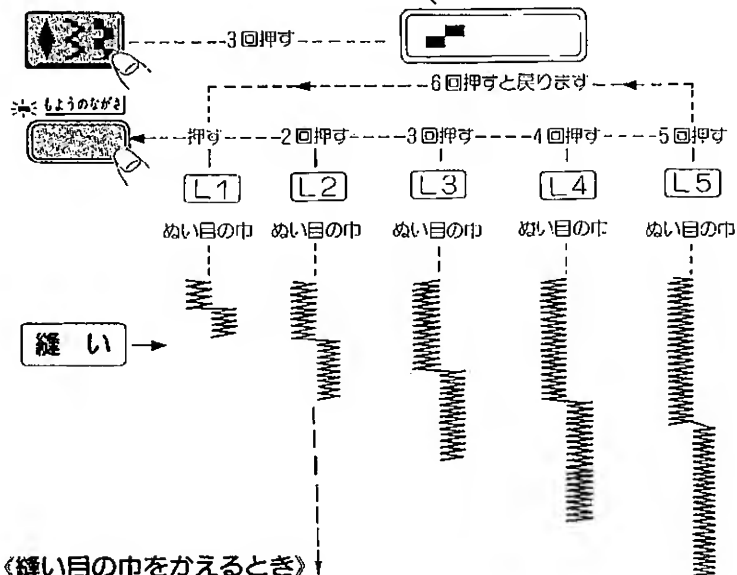 3回押す
6回押すと戻ります
もようのながさ
押す 2回押す 3回押す 4回押す 5回押す
L1 L2 L3 L4 L5
ぬい目の巾 ぬい目の巾 ぬい目の巾 ぬい目の巾 ぬい目の巾
縫い
《縫い目の巾をかえるとき》